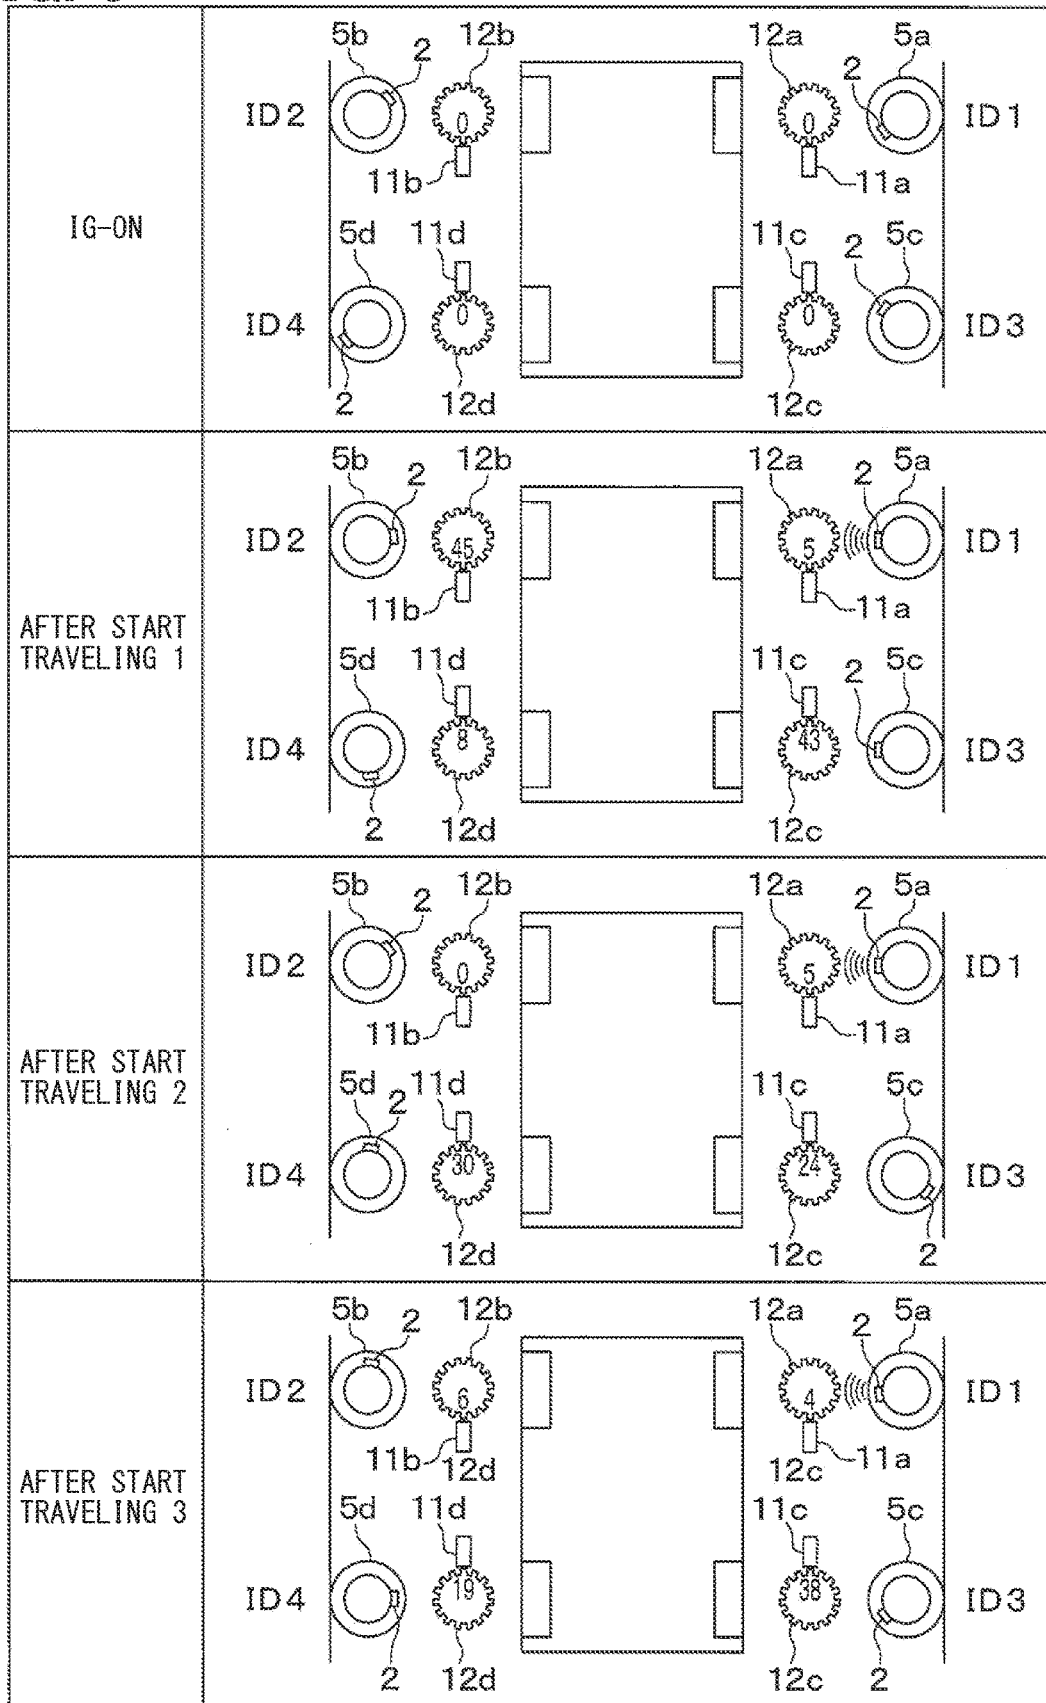 5b 2 12b 12a 5a
2
ID2 0 0 ID1
11b 11a
IG-ON
5d 11d 11c 2 5c
ID4 0 0 ID3
2 12d 12c
5b 2 12b 12a 2 5a
ID2 45 5 ID1
11b 11a
AFTER START
TRAVELING 1
5d 11d 11c 2 5c
ID4 8 43 ID3
2 12d 12c
5b 2 12b 12a 2 5a
ID2 0 5 ID1
11b 11a
AFTER START
TRAVELING 2
5d 2 11d 11c 5c
ID4 30 24 ID3
12d 12c 2
5b 2 12b 12a 2 5a
ID2 6 4 ID1
11b 12d 12c 11a
AFTER START
TRAVELING 3
5d 11d 11c 5c
ID4 19 38 ID3
2 12d 12c 2